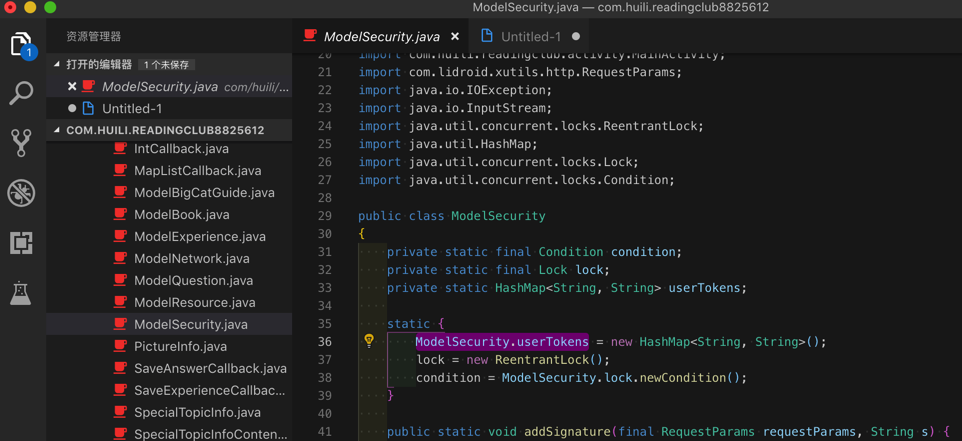 ModelSecurity.java — com.huili.readingclub8825612
资源管理器
打开的编辑器 1 个未保存
ModelSecurity.java com/huili/...
Untitled-1
COM.HUILI.READINGCLUB8825612
IntCallback.java
MapListCallback.java
ModelBigCatGuide.java
ModelBook.java
ModelExperience.java
ModelNetwork.java
ModelQuestion.java
ModelResource.java
ModelSecurity.java
PictureInfo.java
SaveAnswerCallback.java
SaveExperienceCallbac...
SpecialTopicInfo.java
SpecialTopicInfoConten...
1
ModelSecurity.java Untitled-1
20 import com.huili.readingclub.activity.MainActivity;
21 import com.lidroid.xutils.http.RequestParams;
22 import java.io.IOException;
23 import java.io.InputStream;
24 import java.util.concurrent.locks.ReentrantLock;
25 import java.util.HashMap;
26 import java.util.concurrent.locks.Lock;
27 import java.util.concurrent.locks.Condition;
28
29 public class ModelSecurity
30 {
31 private static final Condition condition;
32 private static final Lock lock;
33 private static HashMap<String, String> userTokens;
34
35 static {
36 ModelSecurity.userTokens = new HashMap<String, String>();
37 lock = new ReentrantLock();
38 condition = ModelSecurity.lock.newCondition();
39 }
40
41 public static void addSignature(final RequestParams requestParams, String s) {